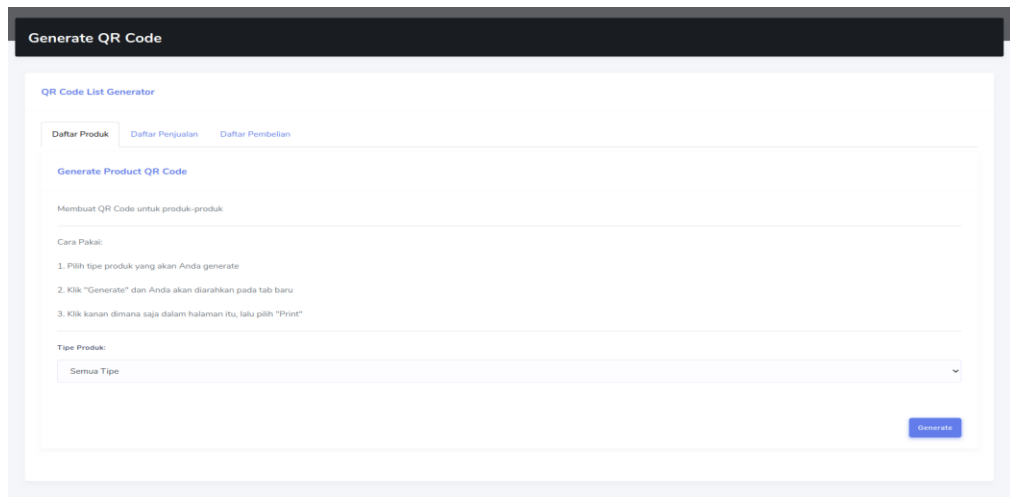 Generate QR Code
QR Code List Generator
Daftar Produk
Daftar Penjualan
Daftar Pembelian
Generate Product QR Code
Membuat QR Code untuk produk-produk
Cara Pakai:
1. Pilih tipe produk yang akan Anda generate
2. Klik "Generate" dan Anda akan diarahkan pada tab baru
3. Klik kanan dimana saja dalam halaman itu, lalu pilih "Print"
Tipe Produk:
Semua Tipe
Generate